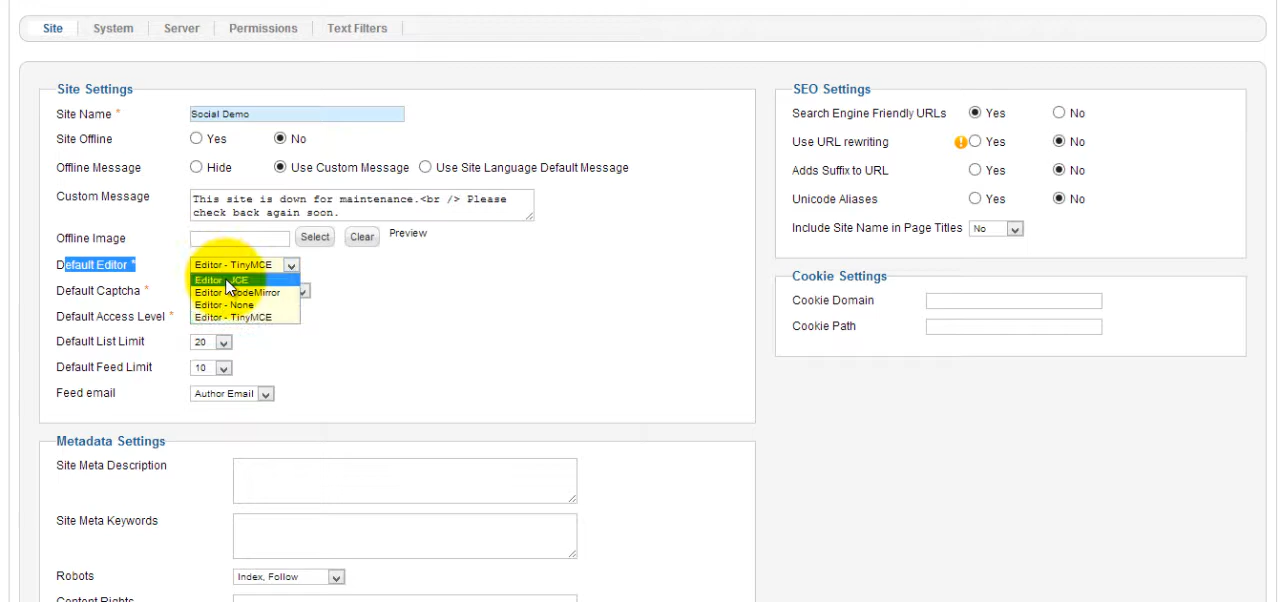 Site System Server Permissions Text Filters
Site Settings
Site Name *
Social Demo
Site Offline
Yes No
Offline Message
Hide Use Custom Message Use Site Language Default Message
Custom Message
This site is down for maintenance.<br /> Please
check back again soon.
Offline Image
Select Clear Preview
Default Editor *
Editor - TinyMCE
Editor - JCE
Editor - CodeMirror
Editor - None
Editor - TinyMCE
Default Captcha *
Default Access Level *
Default List Limit
20
Default Feed Limit
10
Feed email
Author Email
Metadata Settings
Site Meta Description
Site Meta Keywords
Robots
Index, Follow
Content Rights
SEO Settings
Search Engine Friendly URLs Yes No
Use URL rewriting Yes No
Adds Suffix to URL Yes No
Unicode Aliases Yes No
Include Site Name in Page Titles No
Cookie Settings
Cookie Domain
Cookie Path